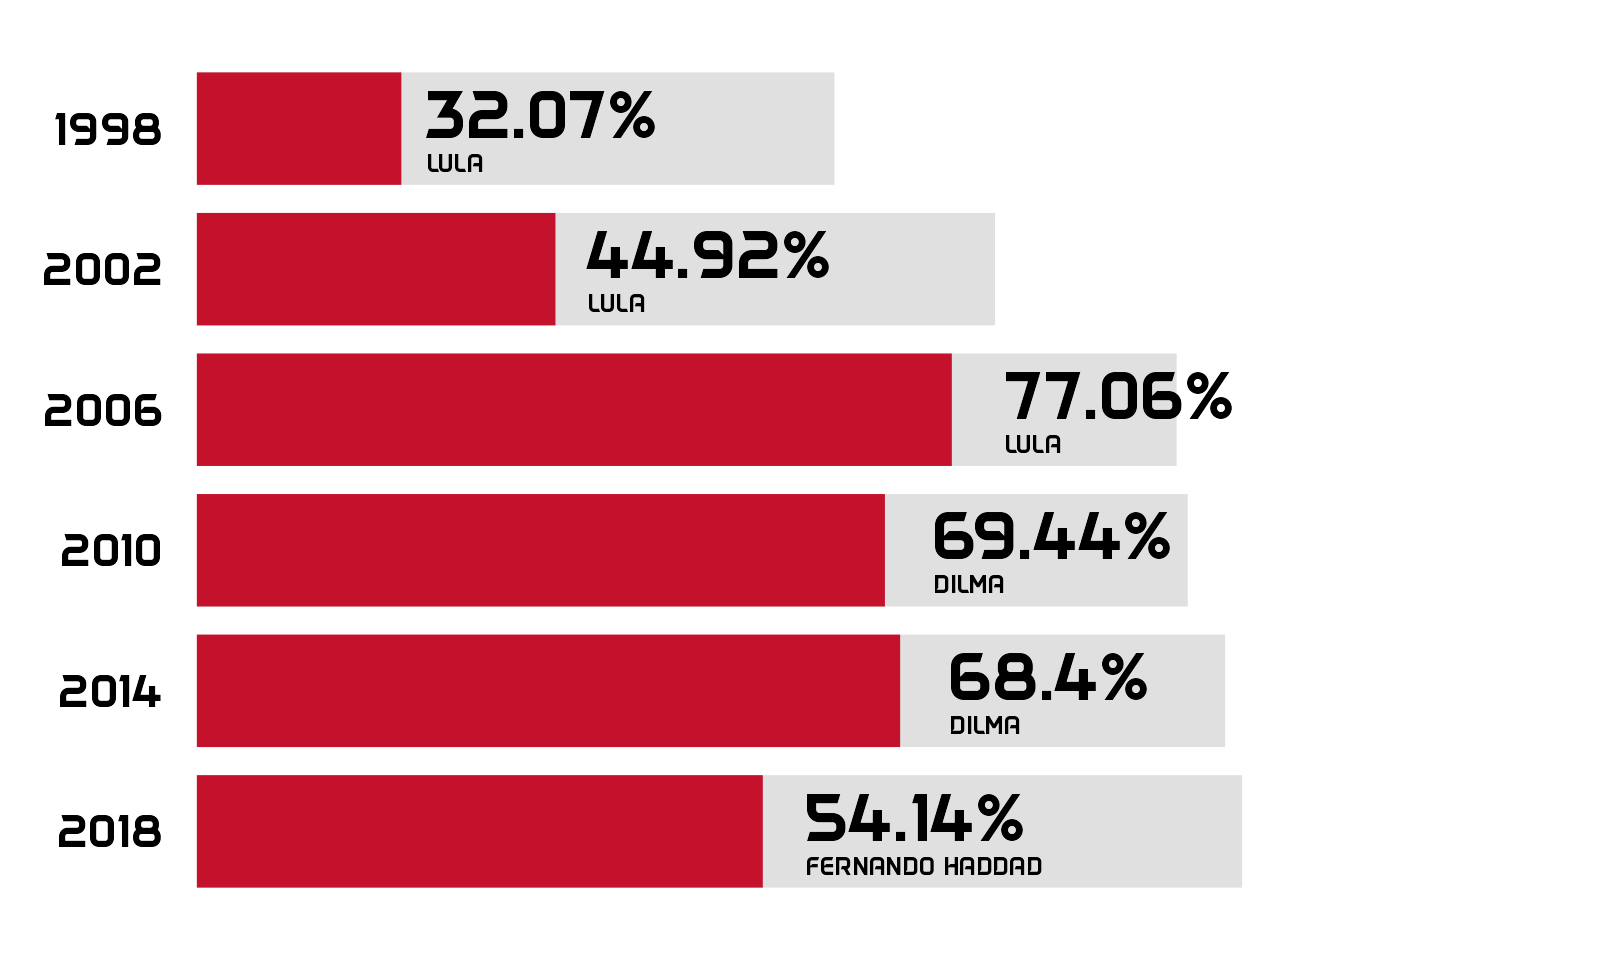 1998
32.07%
LULA
2002
44.92%
LULA
2006
77.06%
LULA
2010
69.44%
DILMA
2014
68.4%
DILMA
2018
54.14%
FERNANDO HADDAD